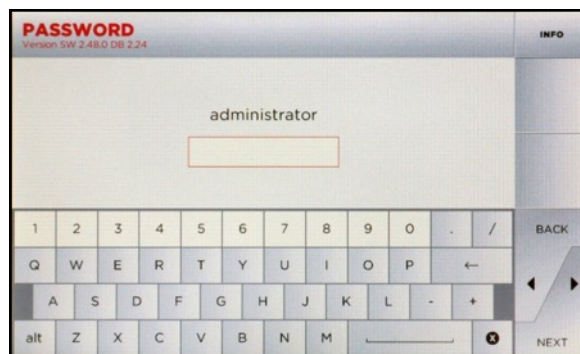 PASSWORD
Version SW 2.48.0 DB 2.24
INFO
administrator
1 2 3 4 5 6 7 8 9 0 . /
BACK
Q W E R T Y U I O P ←
A S D F G H J K L - +
alt Z X C V B N M
NEXT